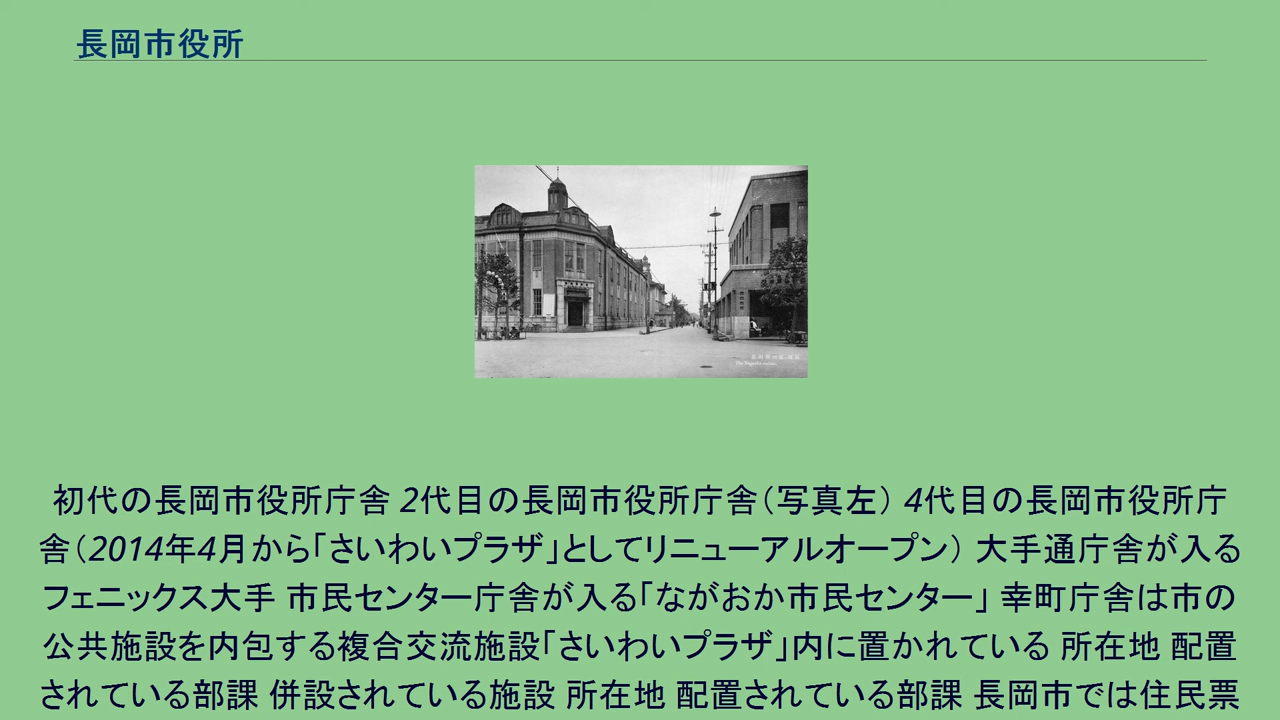 長岡市役所
初代の長岡市役所庁舎 2代目の長岡市役所庁舎（写真左） 4代目の長岡市役所庁
舎（2014年4月から「さいわいプラザ」としてリニューアルオープン） 大手通庁舎が入る
フェニックス大手 市民センター庁舎が入る「ながおか市民センター」 幸町庁舎は市の
公共施設を内包する複合交流施設「さいわいプラザ」内に置かれている 所在地 配置
されている部課 併設されている施設 所在地 配置されている部課 長岡市では住民票